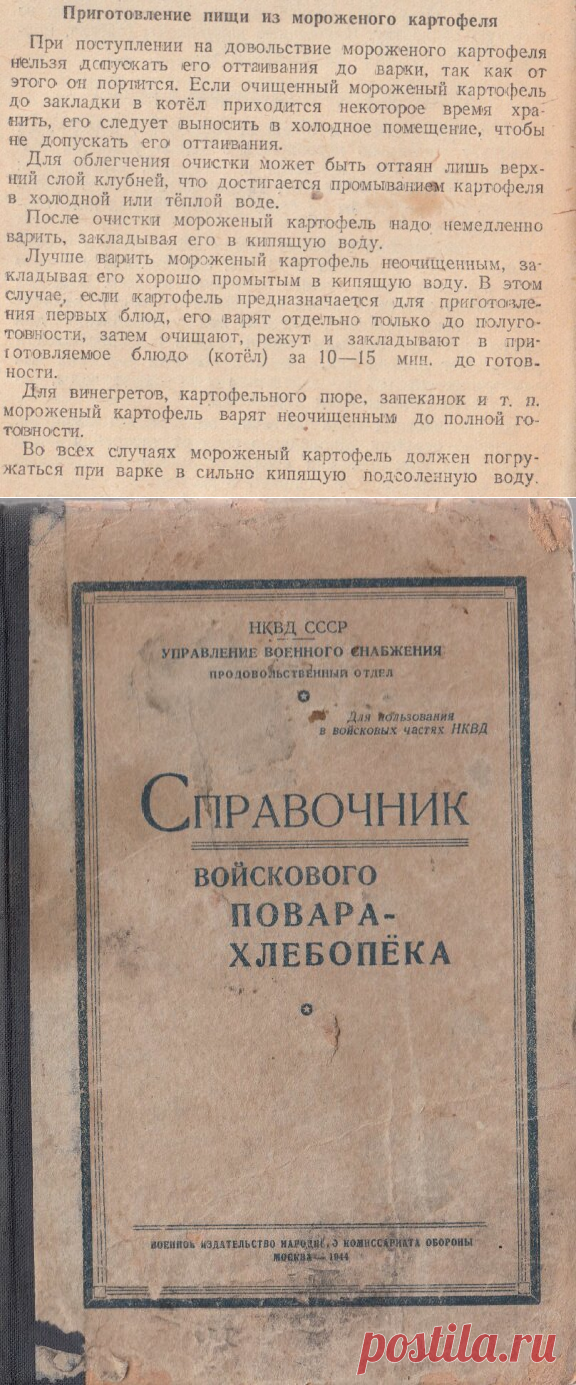 Приготовление пищи из мороженого картофеля
При поступлении на довольствие мороженого картофеля
нельзя допускать его оттаивания до варки, так как от
этого он портится. Если очищенный мороженый картофель
до закладки в котёл приходится некоторое время хра-
нить, его следует выносить в холодное помещение, чтобы
не допускать его оттаивания.
Для облегчения очистки может быть оттаян лишь верх-
ний слой клубней, что достигается промыванием картофеля
в холодной или тёплой воде.
После очистки мороженый картофель надо немедленно
варить, закладывая его в кипящую воду.
Лучше варить мороженый картофель неочищенным, за-
кладывая его хорошо промытым в кипящую воду. В этом
случае, если картофель предназначается для приготовле-
ния первых блюд, его варят отдельно только до полуго-
товности, затем очищают, режут и закладывают в при-
готовляемое блюдо (котёл) за 10—15 мин. до готов-
ности.
Для винегретов, картофельного пюре, запеканок и т. п.
мороженый картофель варят неочищенным до полной го-
товности.
Во всех случаях мороженый картофель должен погру-
жаться при варке в сильно кипящую подсоленную воду.
НКВД СССР
УПРАВЛЕНИЕ ВОЕННОГО СНАБЖЕНИЯ
ПРОДОВОЛЬСТВЕННЫЙ ОТДЕЛ
Для пользования
в войсковых частях НКВД
СПРАВОЧНИК
ВОЙСКОВОГО
ПОВАРА-
ХЛЕБОПЁКА
ВОЕННОЕ ИЗДАТЕЛЬСТВО НАРОДНОГО КОМИССАРИАТА ОБОРОНЫ
МОСКВА — 1944
postila.ru